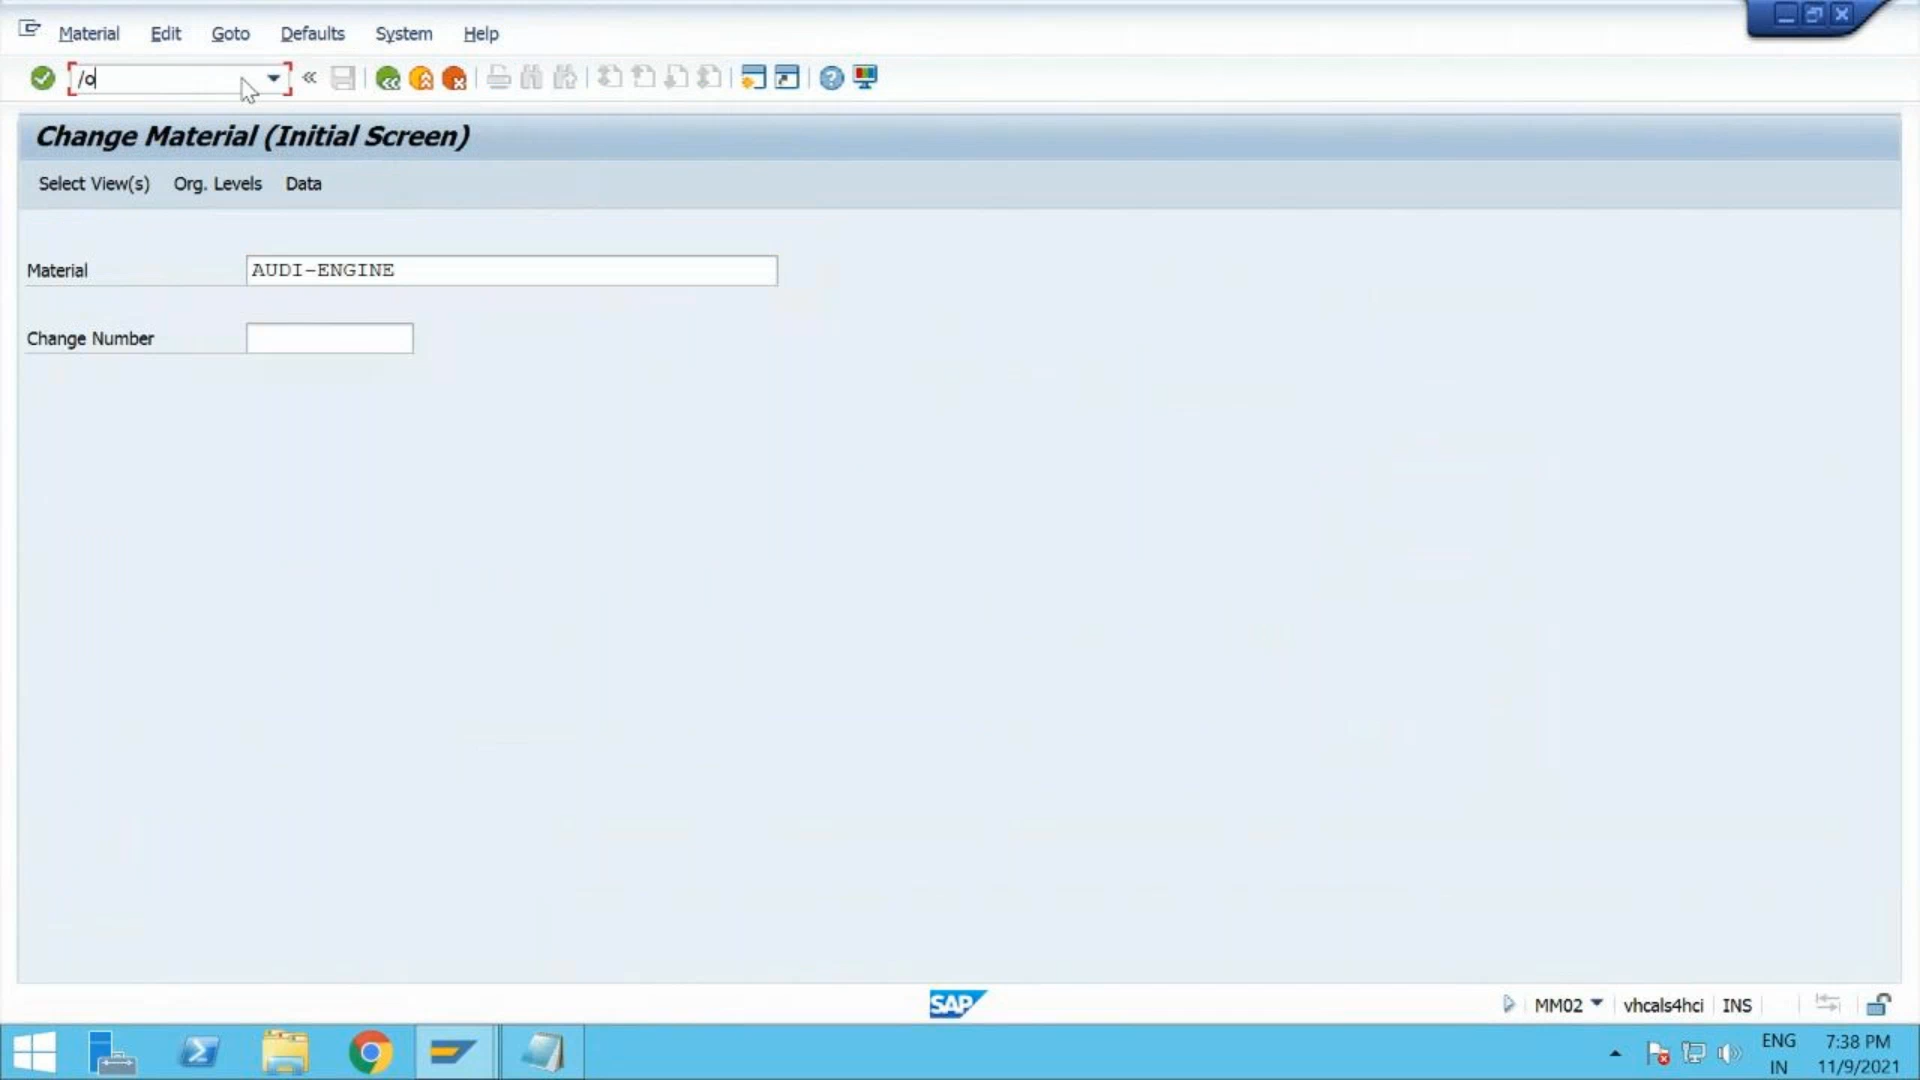 Material Edit Goto Defaults System Help
/o
Change Material (Initial Screen)
Select View(s) Org. Levels Data
Material AUDI-ENGINE
Change Number
SAP MM02 vhcals4hci INS
ENG 7:38 PM
IN 11/9/2021